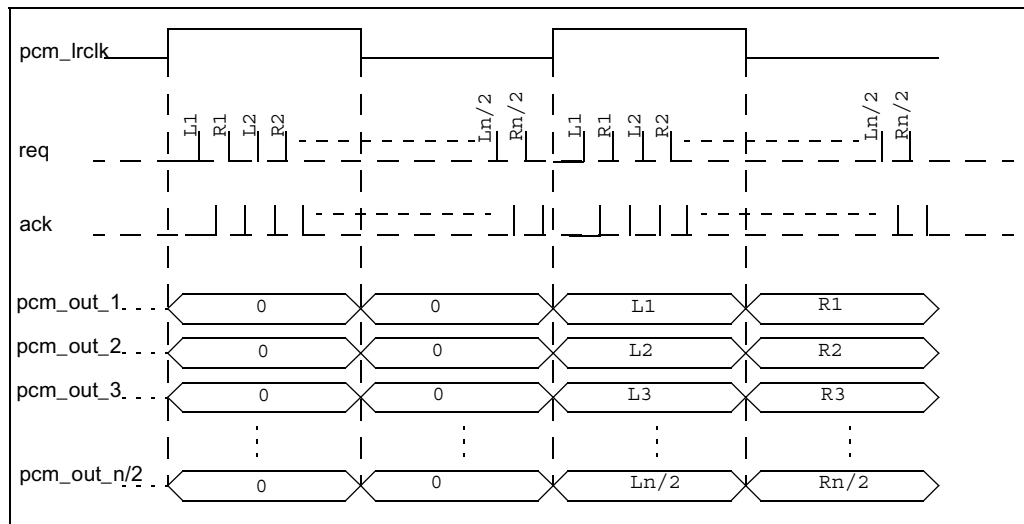 pcm_lrclk
L1 R1 L2 R2 Ln/2 Rn/2 L1 R1 L2 R2 Ln/2 Rn/2
req
ack
pcm_out_1 0 0 L1 R1
pcm_out_2 0 0 L2 R2
pcm_out_3 0 0 L3 R3
pcm_out_n/2 0 0 Ln/2 Rn/2